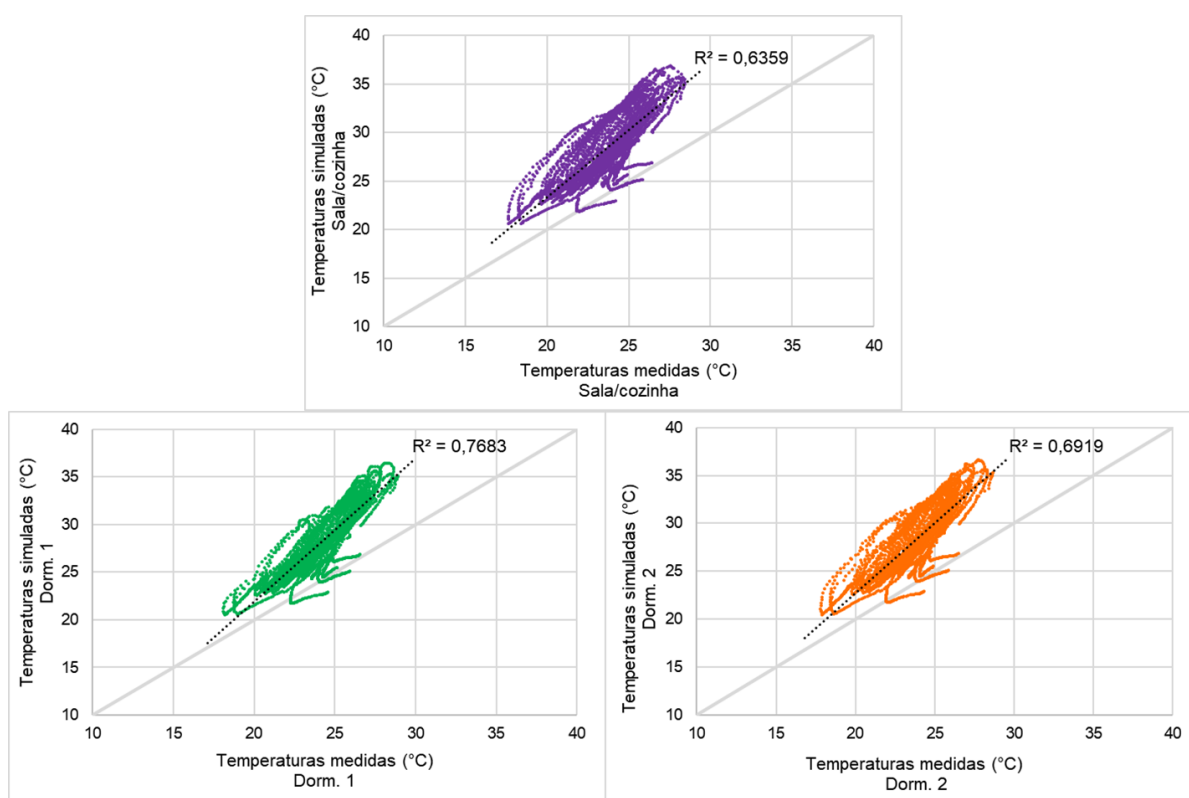 Temperaturas simuladas (°C)
Sala/cozinha
40
35
30
25
20
15
10
R² = 0,6359
10 15 20 25 30 35 40
Temperaturas medidas (°C)
Sala/cozinha
Temperaturas simuladas (°C)
Dorm. 1
40
35
30
25
20
15
10
R² = 0,7683
10 15 20 25 30 35 40
Temperaturas medidas (°C)
Dorm. 1
Temperaturas simuladas (°C)
Dorm. 2
40
35
30
25
20
15
10
R² = 0,6919
10 15 20 25 30 35 40
Temperaturas medidas (°C)
Dorm. 2